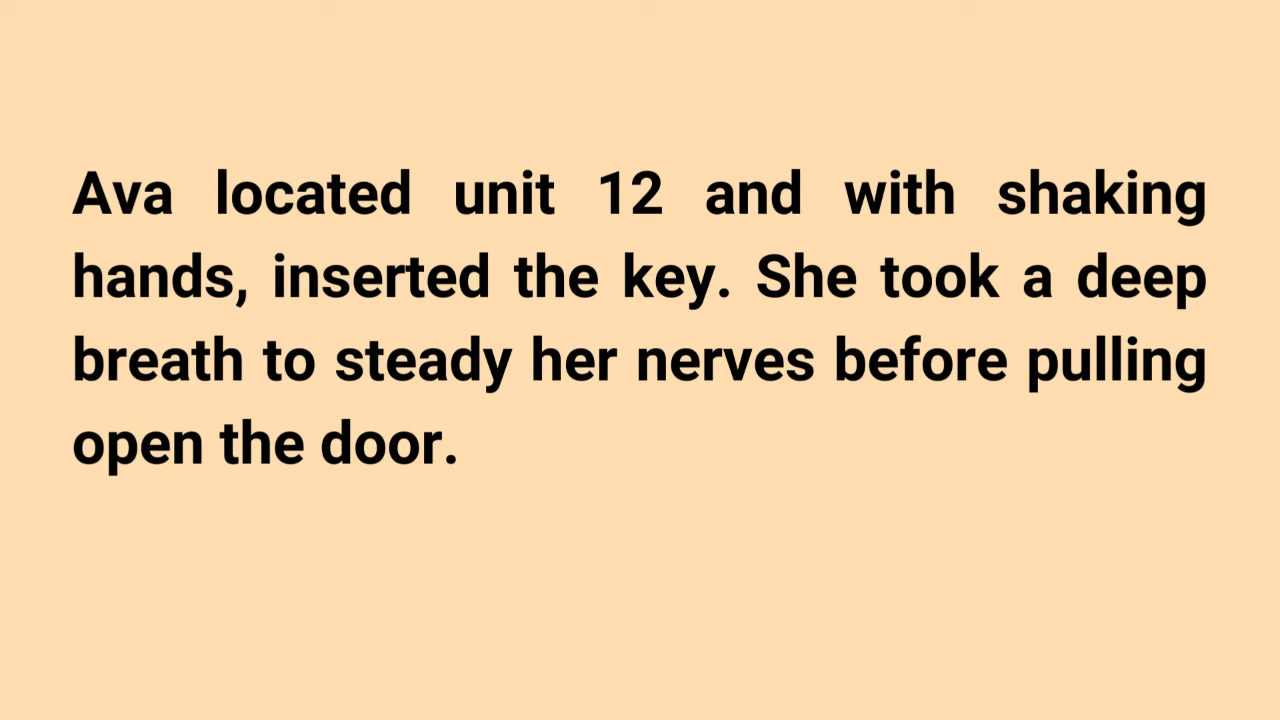 Ava located unit 12 and with shaking
hands, inserted the key. She took a deep
breath to steady her nerves before pulling
open the door.